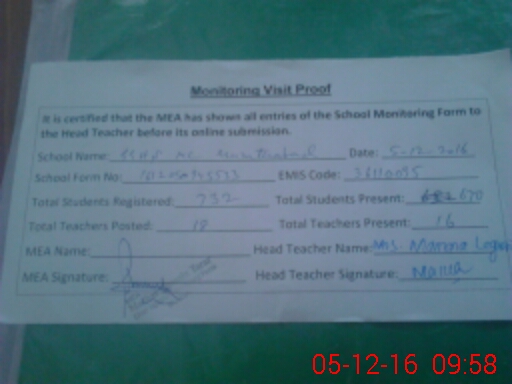 Monitoring Visit Proof
It is certified that the MEA has shown all entries of the School Monitoring Form to
the Head Teacher before its online submission.
School Name: Date: 5-12-2016
School Form No: EMIS Code:
Total Students Registered: 732 Total Students Present: 670
Total Teachers Posted: 18 Total Teachers Present: 16
MEA Name: Head Teacher Name: Mrs.
MEA Signature: Head Teacher Signature:
05-12-16 09:58